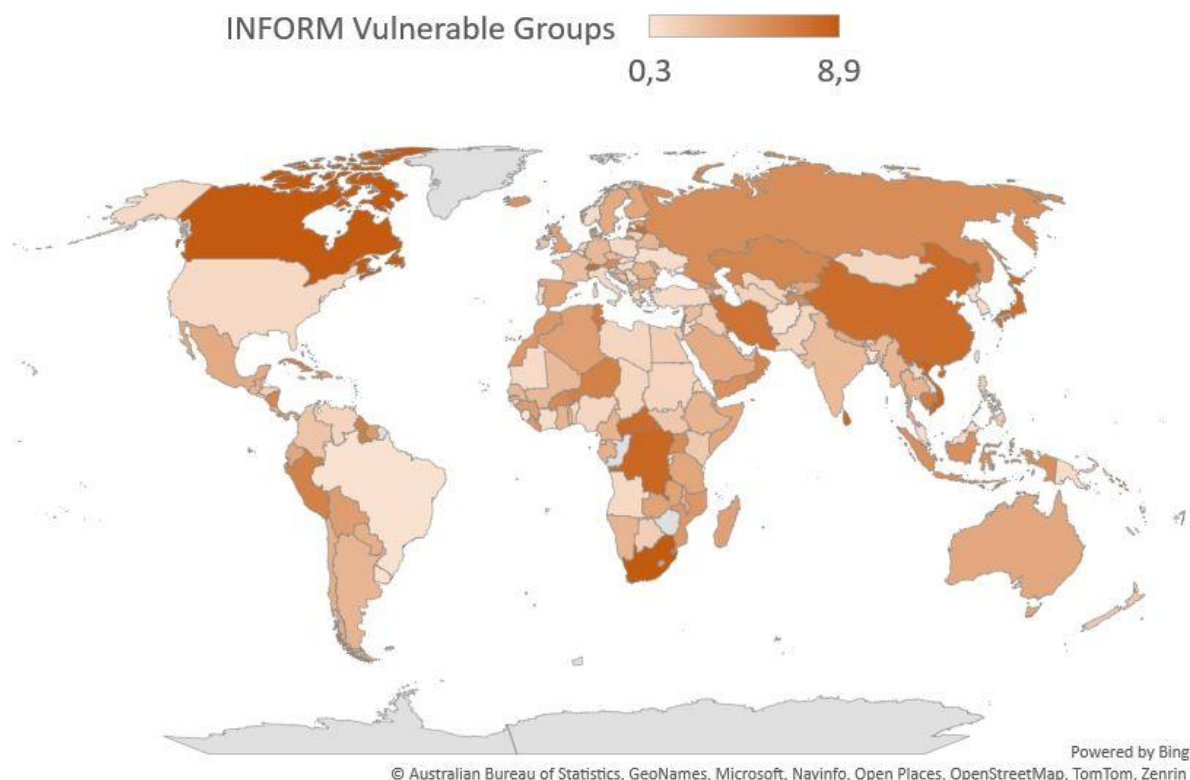 INFORM Vulnerable Groups
0,3 8,9
Powered by Bing
© Australian Bureau of Statistics, GeoNames, Microsoft, Navinfo, Open Places, OpenStreetMap, TomTom, Zenrin